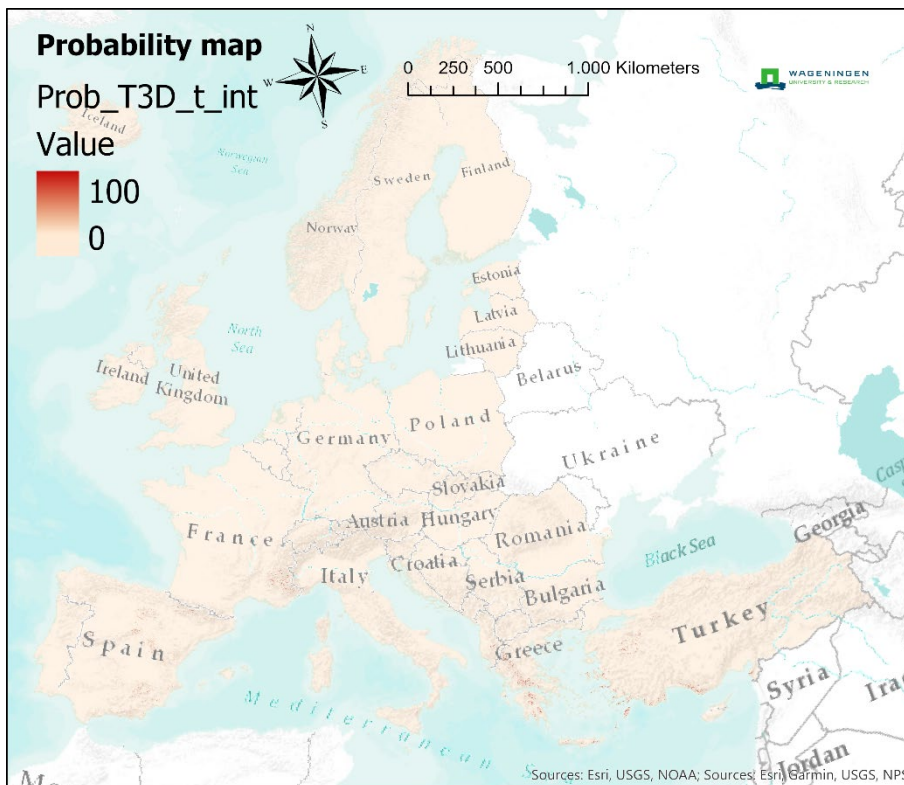 Probability map
Prob_T3D_t_int
Value
100
0
N
W
E
S
0 250 500 1.000 Kilometers
WAGENINGEN
UNIVERSITY & RESEARCH
Iceland
Norwegian
Sea
Sweden
Finland
Norway
Estonia
Latvia
Lithuania
North
Sea
Ireland
United
Kingdom
Belarus
Poland
Germany
Ukraine
Slovakia
Austria
Hungary
France
Romania
Croatia
Italy
Serbia
Bulgaria
Black Sea
Georgia
Casp
Spain
Greece
Turkey
Syria
Iraq
Jordan
Mediterranean S
Sources: Esri, USGS, NOAA; Sources: Esri, Garmin, USGS, NPS